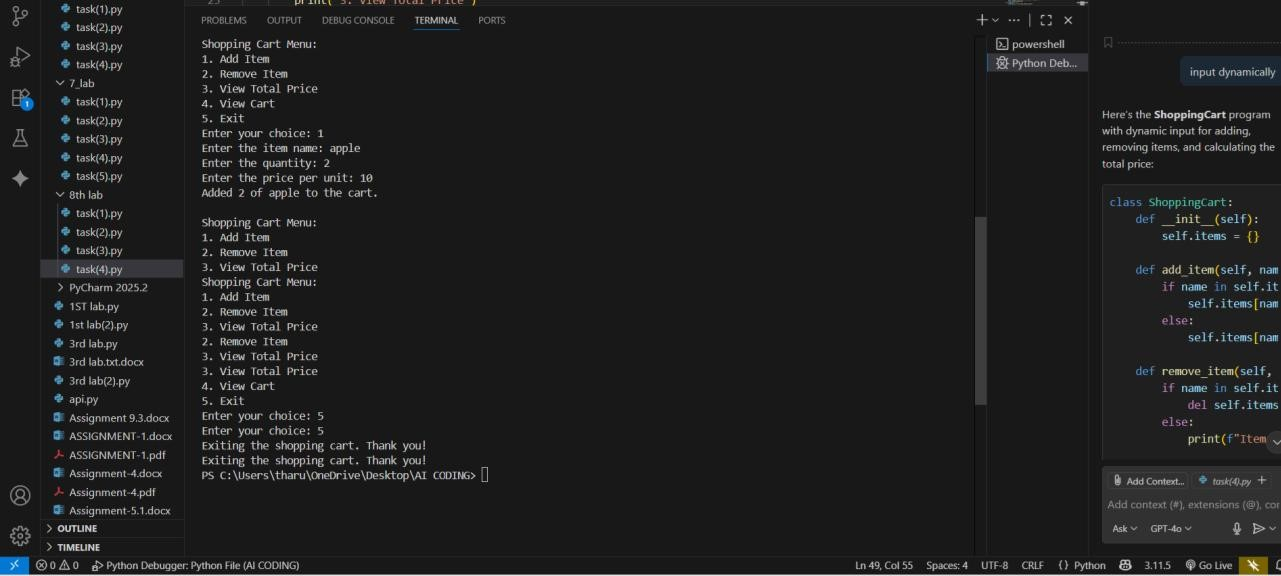 print("3. View Total Price")
task(1).py
task(2).py
task(3).py
task(4).py
7_lab
task(1).py
task(2).py
task(3).py
task(4).py
task(5).py
8th lab
task(1).py
task(2).py
task(3).py
task(4).py
PyCharm 2025.2
1ST lab.py
1st lab(2).py
3rd lab.py
3rd lab.txt.docx
3rd lab(2).py
api.py
Assignment 9.3.docx
ASSIGNMENT-1.docx
ASSIGNMENT-1.pdf
Assignment-4.docx
Assignment-4.pdf
Assignment-5.1.docx
OUTLINE
TIMELINE
1
PROBLEMS OUTPUT DEBUG CONSOLE TERMINAL PORTS
Shopping Cart Menu:
1. Add Item
2. Remove Item
3. View Total Price
4. View Cart
5. Exit
Enter your choice: 1
Enter the item name: apple
Enter the quantity: 2
Enter the price per unit: 10
Added 2 of apple to the cart.
Shopping Cart Menu:
1. Add Item
2. Remove Item
3. View Total Price
Shopping Cart Menu:
1. Add Item
2. Remove Item
3. View Total Price
2. Remove Item
3. View Total Price
3. View Total Price
4. View Cart
5. Exit
Enter your choice: 5
Enter your choice: 5
Exiting the shopping cart. Thank you!
Exiting the shopping cart. Thank you!
PS C:\Users\tharu\OneDrive\Desktop\AI CODING>
powershell
Python Deb...
input dynamically
Here's the ShoppingCart program
with dynamic input for adding,
removing items, and calculating the
total price:
class ShoppingCart:
def __init__(self):
self.items = {}
def add_item(self, nam
if name in self.it
self.items[nam
else:
self.items[nam
def remove_item(self,
if name in self.it
del self.items
else:
print(f"Item
Add Context... task(4).py +
Add context (#), extensions (@), co
Ask GPT-4o
0 0 Python Debugger: Python File (AI CODING) Ln 49, Col 55 Spaces: 4 UTF-8 CRLF {} Python 3.11.5 Go Live